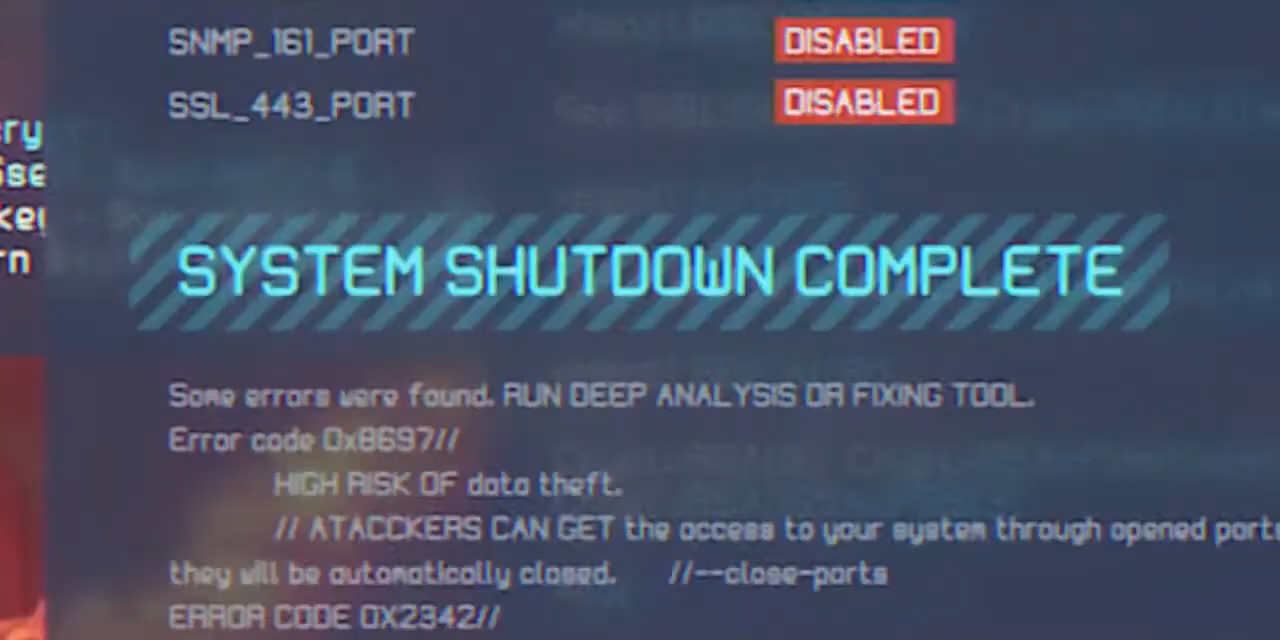 SNMP_161_PORT DISABLED
SSL_443_PORT DISABLED
SYSTEM SHUTDOWN COMPLETE
Some errors were found. RUN DEEP ANALYSIS OR FIXING TOOL.
Error code 0x8697//
HIGH RISK OF data theft.
// ATACCKERS CAN GET the access to your system through opened ports
they will be automatically closed. //--close-ports
ERROR CODE 0X2342//